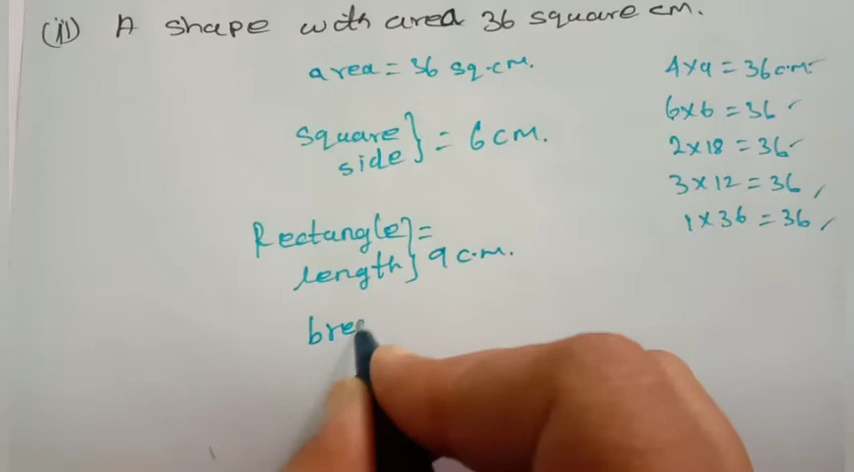 (ii) A shape with area 36 square cm.
area = 36 sq.cm.
square side } = 6 cm.
Rectangle length } = 9 c.m.
bre
4 x 9 = 36 c.m
6 x 6 = 36
2 x 18 = 36
3 x 12 = 36
1 x 36 = 36